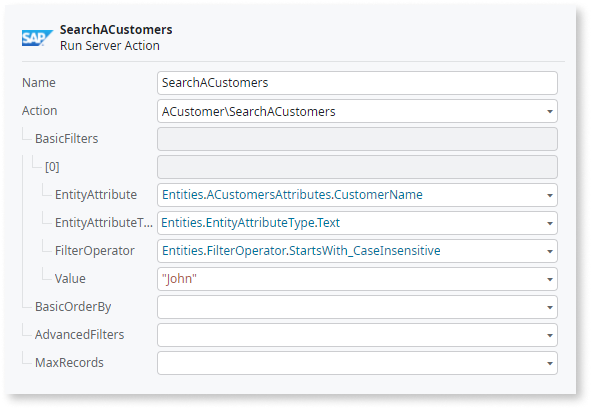 SAP
SearchACustomers
Run Server Action
Name SearchACustomers
Action ACustomer\SearchACustomers
BasicFilters
[0]
EntityAttribute Entities.ACustomersAttributes.CustomerName
EntityAttributeT... Entities.EntityAttributeType.Text
FilterOperator Entities.FilterOperator.StartsWith_CaseInsensitive
Value "John"
BasicOrderBy
AdvancedFilters
MaxRecords